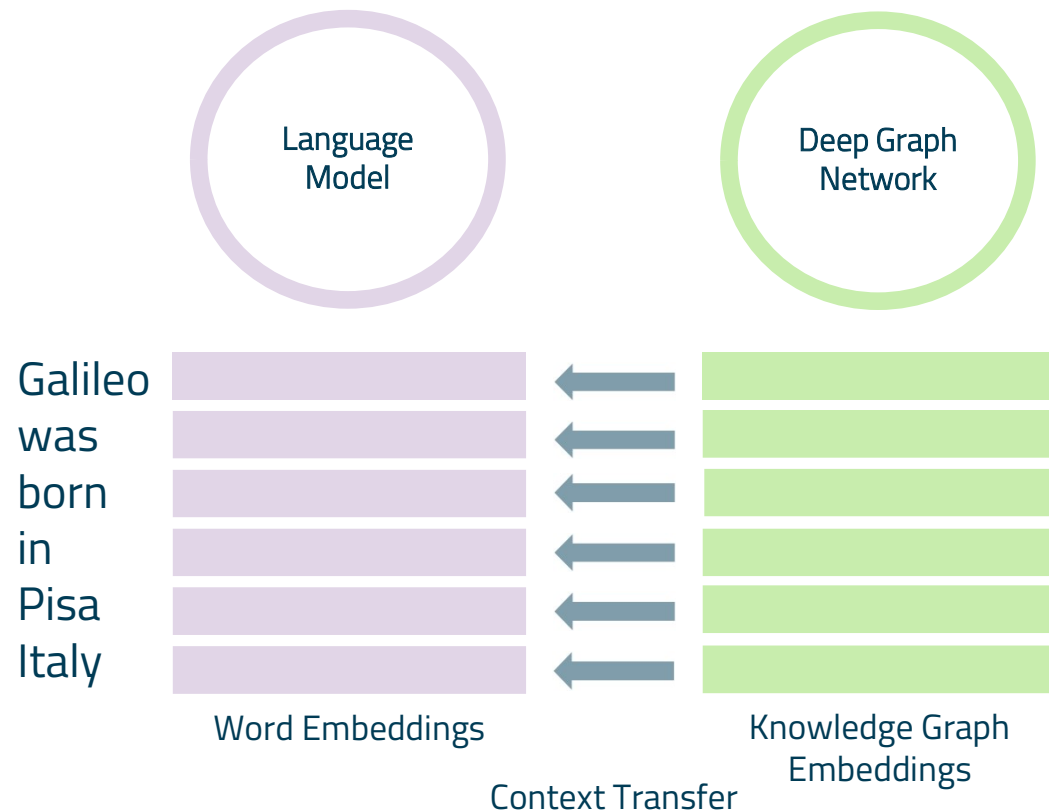 Language
Model
Deep Graph
Network
Galileo
was
born
in
Pisa
Italy
Word Embeddings
Knowledge Graph
Embeddings
Context Transfer